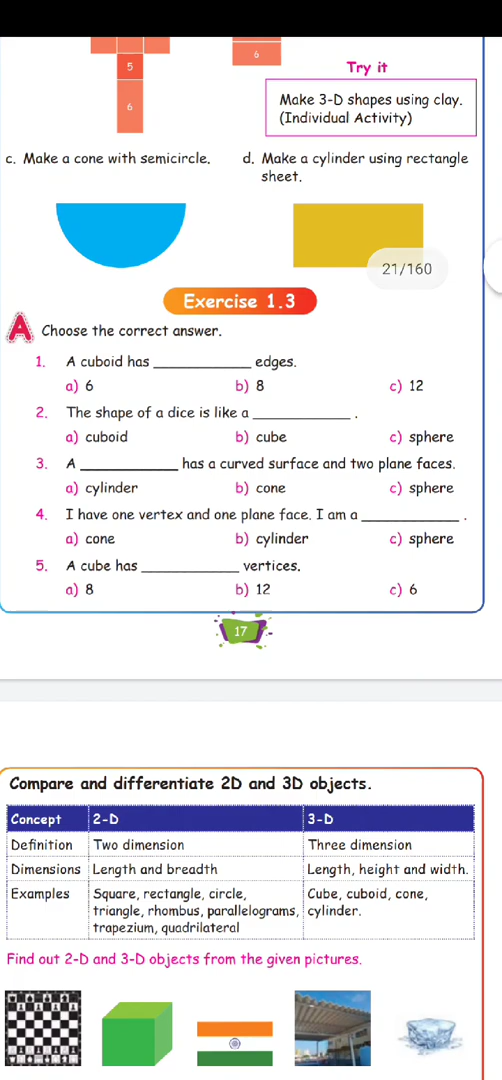 5
6
6
Try it
Make 3-D shapes using clay.
(Individual Activity)
c. Make a cone with semicircle.
d. Make a cylinder using rectangle
sheet.
21/160
Exercise 1.3
A Choose the correct answer.
1. A cuboid has ____________ edges.
a) 6 b) 8 c) 12
2. The shape of a dice is like a ____________ .
a) cuboid b) cube c) sphere
3. A ____________ has a curved surface and two plane faces.
a) cylinder b) cone c) sphere
4. I have one vertex and one plane face. I am a ____________ .
a) cone b) cylinder c) sphere
5. A cube has ____________ vertices.
a) 8 b) 12 c) 6
17
Compare and differentiate 2D and 3D objects.
Concept 2-D 3-D
Definition Two dimension Three dimension
Dimensions Length and breadth Length, height and width.
Examples Square, rectangle, circle, Cube, cuboid, cone,
triangle, rhombus, parallelograms, cylinder.
trapezium, quadrilateral
Find out 2-D and 3-D objects from the given pictures.